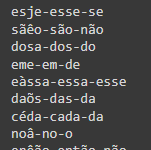 esje-esse-se
sãêo-são-não
dosa-dos-do
eme-em-de
eàssa-essa-esse
daõs-das-da
céda-cada-da
noâ-no-o